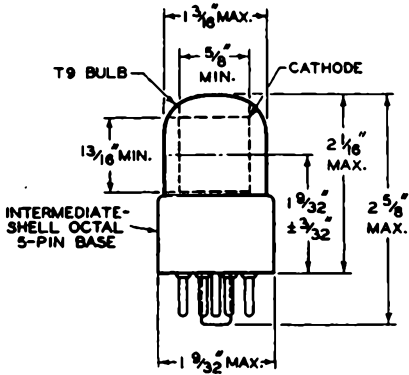 1 3/16" MAX.
5/8"
MIN.
T9 BULB
CATHODE
13/16" MIN.
2 1/16"
MAX.
1 9/32"
± 3/32"
2 5/8"
MAX.
INTERMEDIATE-
SHELL OCTAL
5-PIN BASE
1 9/32" MAX.